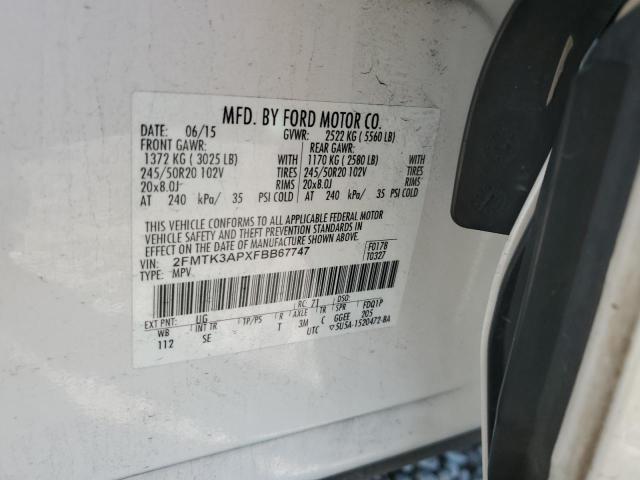 MFD. BY FORD MOTOR CO.
DATE: 06/15 GVWR: 2522 KG ( 5560 LB)
FRONT GAWR: REAR GAWR:
1372 KG ( 3025 LB) WITH 1170 KG ( 2580 LB) WITH
245/50R20 102V TIRES 245/50R20 102V TIRES
20x8.0J RIMS 20x8.0J RIMS
AT 240 kPa/ 35 PSI COLD AT 240 kPa/ 35 PSI COLD
THIS VEHICLE CONFORMS TO ALL APPLICABLE FEDERAL MOTOR
VEHICLE SAFETY AND BUMPER STANDARDS IN EFFECT ON THE DATE OF
MANUFACTURE SHOWN ABOVE.
VIN: 2FMTK3APXFBB67747 F0178
TYPE: MPV T0327
EXT PNT: UG RC: 71 DSO: FDQ1P
WB INT TR TP/PS R AXLE TR SPR 205
112 SE T 3M C GGEE
UTC ▽SU5A-1520472-BA